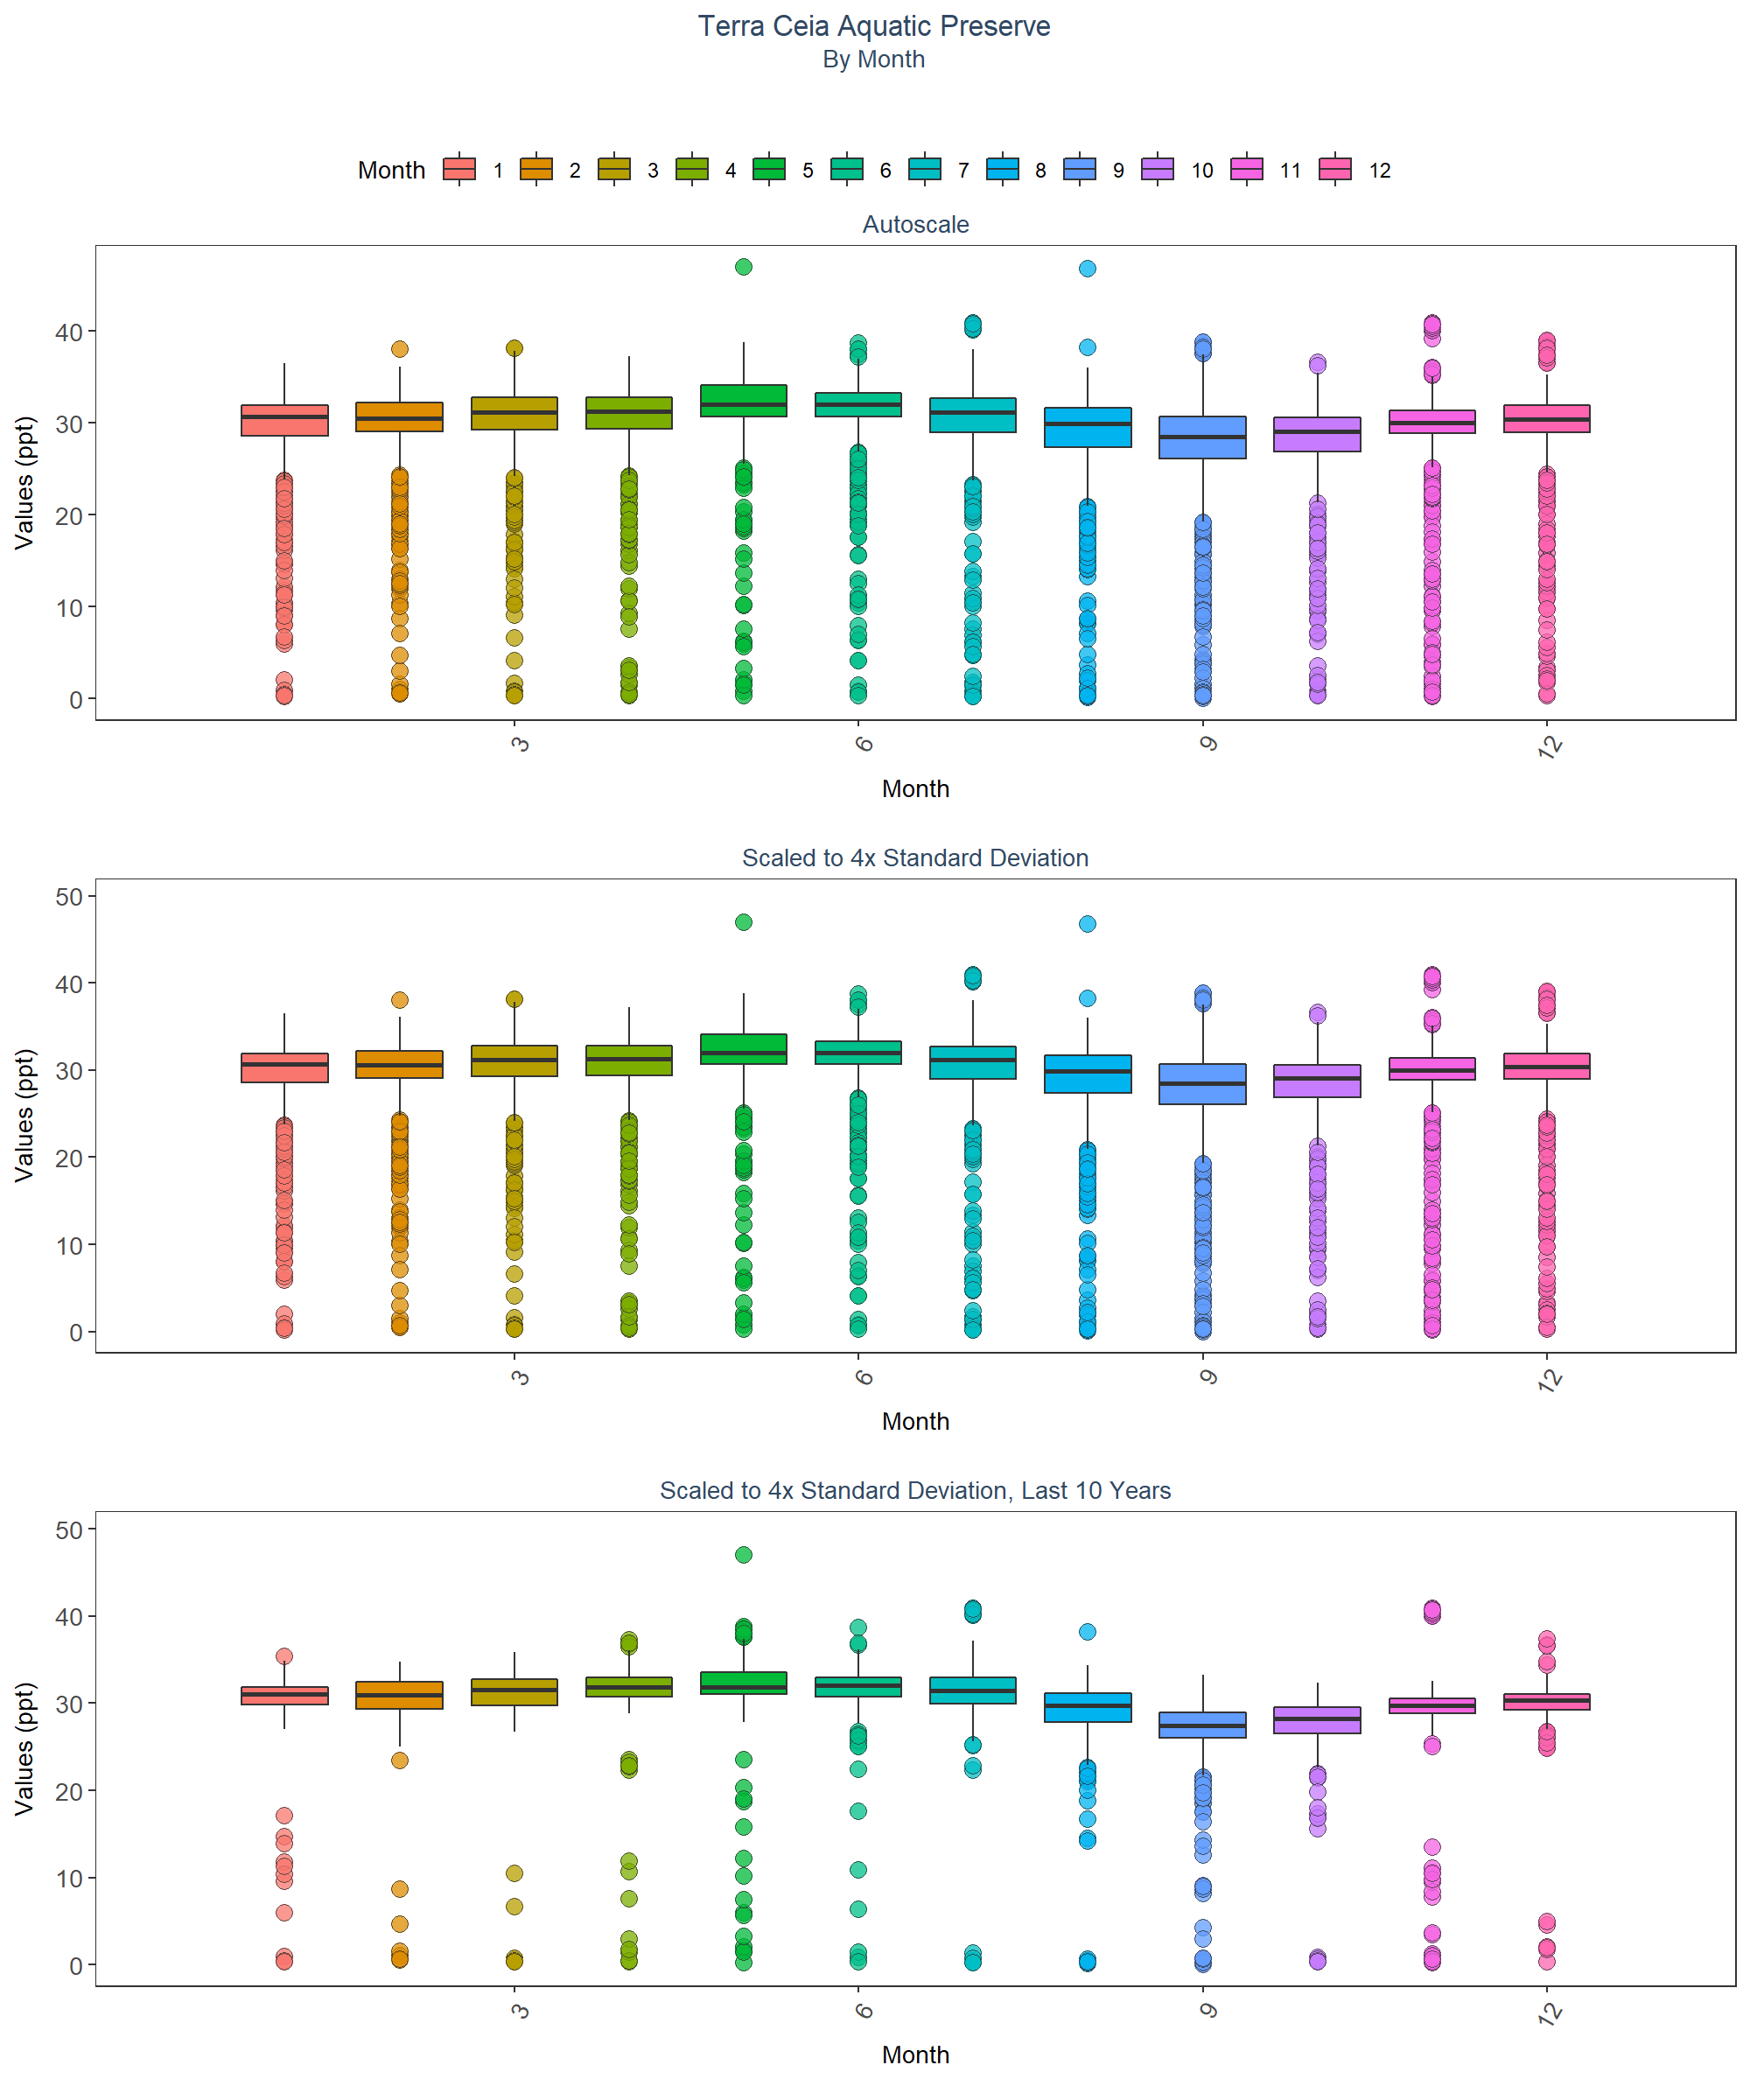 Terra Ceia Aquatic Preserve
By Month
Month 1 2 3 4 5 6 7 8 9 10 11 12
Autoscale
Values (ppt)
40
30
20
10
0
3 6 9 12
Month
Scaled to 4x Standard Deviation
Values (ppt)
50
40
30
20
10
0
3 6 9 12
Month
Scaled to 4x Standard Deviation, Last 10 Years
Values (ppt)
50
40
30
20
10
0
3 6 9 12
Month